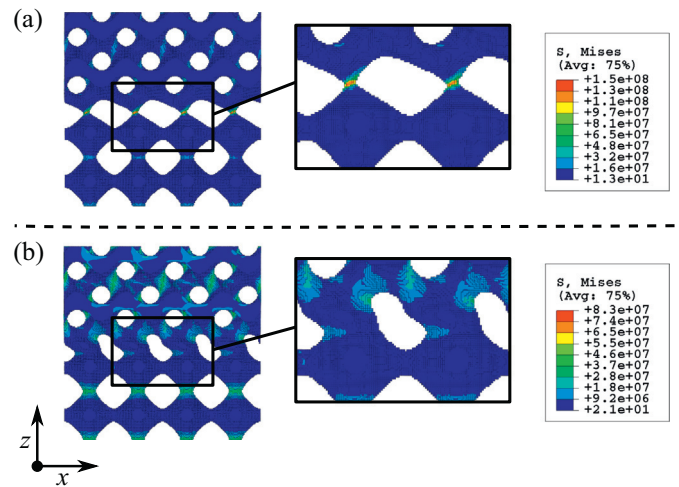 (a)
S, Mises
(Avg: 75%)
+1.5e+08
+1.3e+08
+1.1e+08
+9.7e+07
+8.1e+07
+6.5e+07
+4.8e+07
+3.2e+07
+1.6e+07
+1.3e+01
(b)
S, Mises
(Avg: 75%)
+8.3e+07
+7.4e+07
+6.5e+07
+5.5e+07
+4.6e+07
+3.7e+07
+2.8e+07
+1.8e+07
+9.2e+06
+2.1e+01
z
x